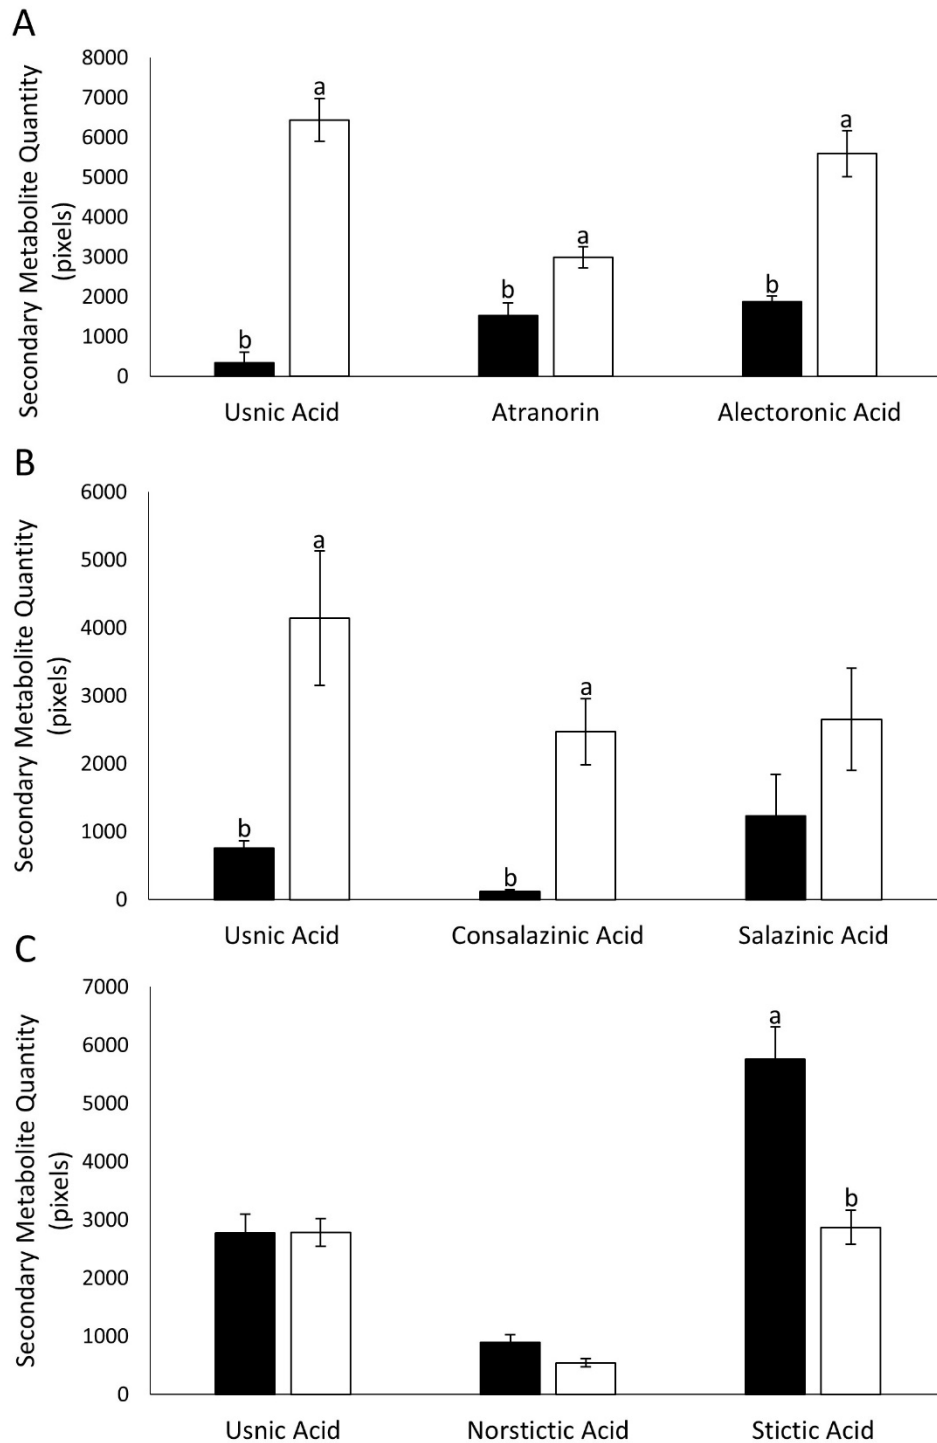 A
Secondary Metabolite Quantity
(pixels)
8000
7000
6000
5000
4000
3000
2000
1000
0
b
a
b
a
b
a
Usnic Acid
Atranorin
Alectoronic Acid
B
Secondary Metabolite Quantity
(pixels)
6000
5000
4000
3000
2000
1000
0
b
a
b
a
Usnic Acid
Consalazinic Acid
Salazinic Acid
C
Secondary Metabolite Quantity
(pixels)
7000
6000
5000
4000
3000
2000
1000
0
a
b
Usnic Acid
Norstictic Acid
Stictic Acid